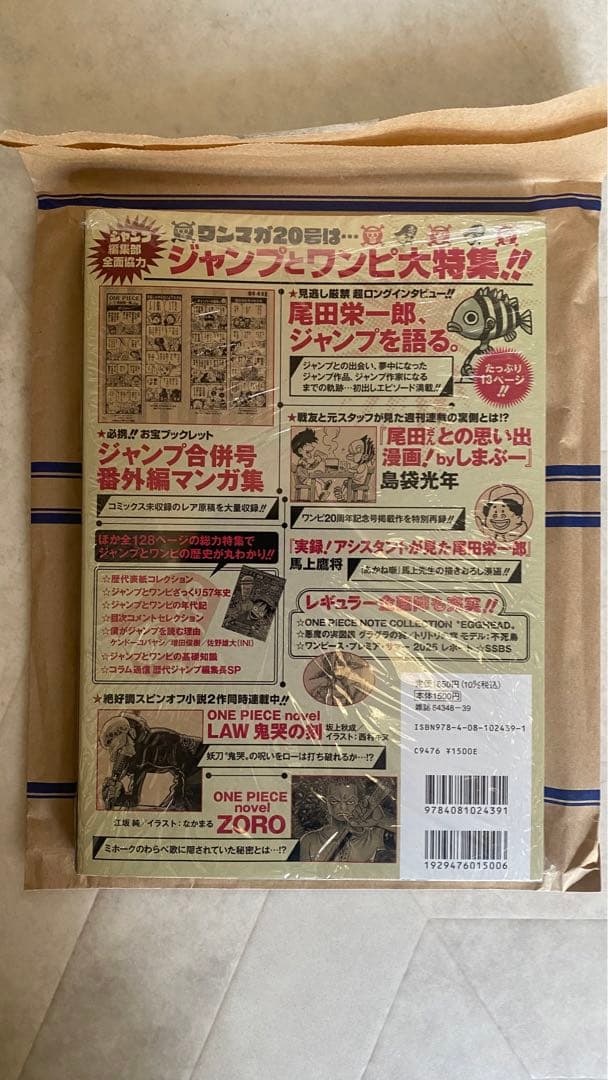 ジャンプ
編集部
全面協力
ワンマガ20号は…
ジャンプとワンピ大特集!!
ONE PIECE
★見逃し厳禁 超ロングインタビュー!!
尾田栄一郎、
ジャンプを語る。
ジャンプとの出会い、夢中になった
ジャンプ作品、ジャンプ作家になる
までの軌跡…初出しエピソード満載!!
たっぷり
13ページ
!!
★必携!! お宝ブックレット
ジャンプ合併号
番外編マンガ集
コミックス未収録のレア原稿を大量収録!!
★戦友と元スタッフが見た週刊連載の実側とは!?
『尾田さんとの思い出
漫画!byしまぶー』
島袋光年
ワンピ20周年記念号掲載作を特別再録!!
『実録!アシスタントが見た尾田栄一郎』
馬上鷹将
『あかね噺』馬上先生の描きおろし漫画!!
ほか全128ページの総力特集で
ジャンプとワンピの歴史が丸わかり!!
☆歴代表紙コレクション
☆ジャンプとワンピざっくり57年史
☆ジャンプとワンピの年代記
☆目次コメントセレクション
☆僕がジャンプを読む理由
ケンドーコバヤシ/増田俊樹/佐野雄大(INI)
☆ジャンプとワンピの基礎知識
☆コラム通信 歴代ジャンプ編集長SP
レギュラー企画陣も充実!!
☆ONE PIECE NOTE COLLECTION "EGGHEAD"
☆悪魔の実図説 グラグラの実/トリトリの実 モデル:不死鳥
☆ワンピース・プレミア・サマー 2025 レポート ☆SSBS
★絶好調スピンオフ小説2作同時連載中!!
ONE PIECE novel
LAW 鬼哭の刻
坂上秋成/
イラスト:西村キヌ
妖刀"鬼哭"の呪いをローは打ち破れるか…!?
ONE PIECE
novel
ZORO
江坂 純/イラスト:なかまる
ミホークのわらべ歌に隠されていた秘密とは…!?
定価1650円(10%税込)
本体1500円
雑誌 64348-39
ISBN978-4-08-102439-1
C9476 ¥1500E
9784081024391
1929476015006